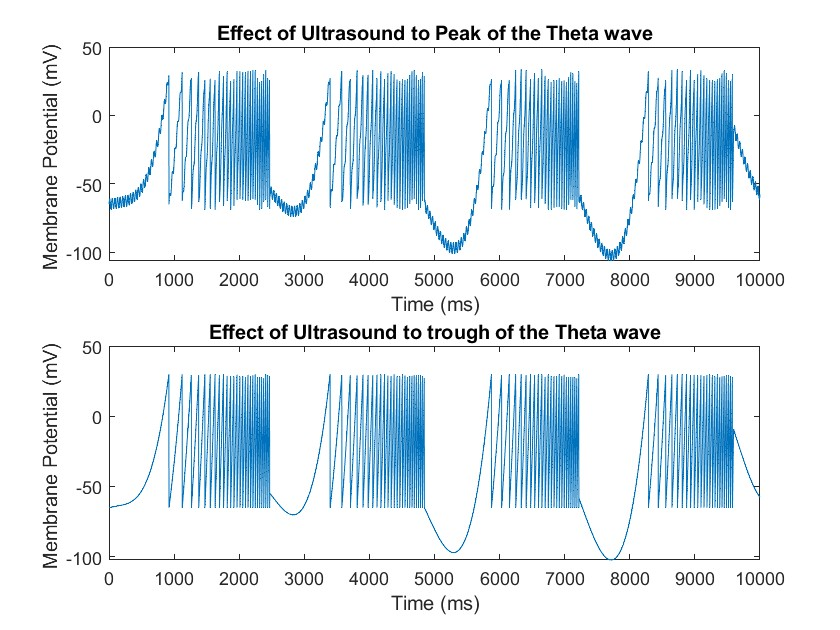 Effect of Ultrasound to Peak of the Theta wave
Membrane Potential (mV)
50
0
-50
-100
0 1000 2000 3000 4000 5000 6000 7000 8000 9000 10000
Time (ms)
Effect of Ultrasound to trough of the Theta wave
Membrane Potential (mV)
50
0
-50
-100
0 1000 2000 3000 4000 5000 6000 7000 8000 9000 10000
Time (ms)